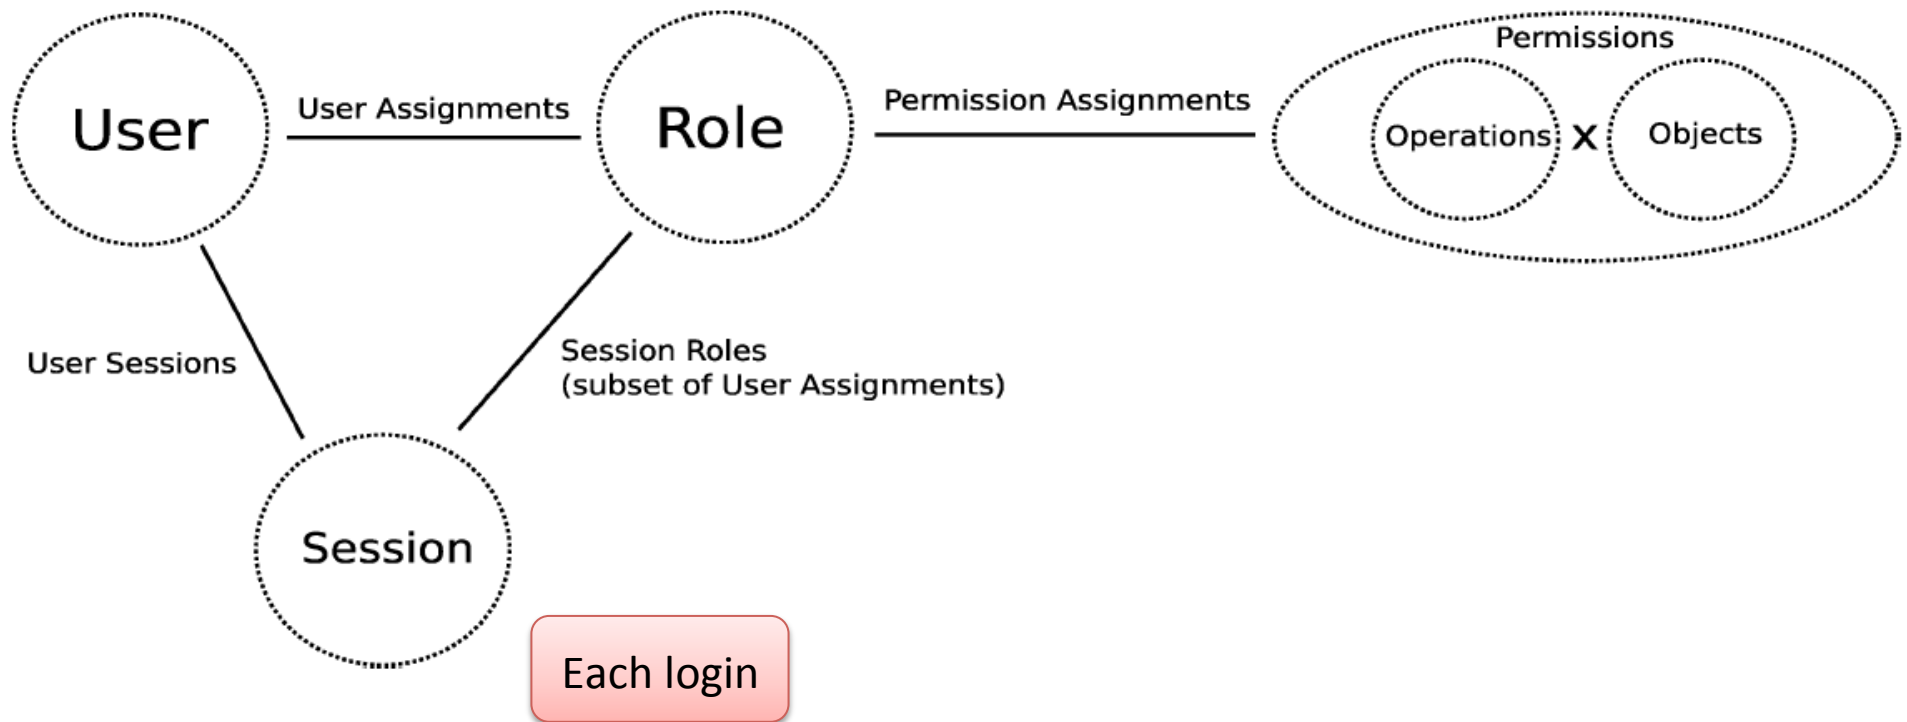 Permissions
User
User Assignments
Role
Permission Assignments
Operations x Objects
User Sessions
Session Roles
(subset of User Assignments)
Session
Each login